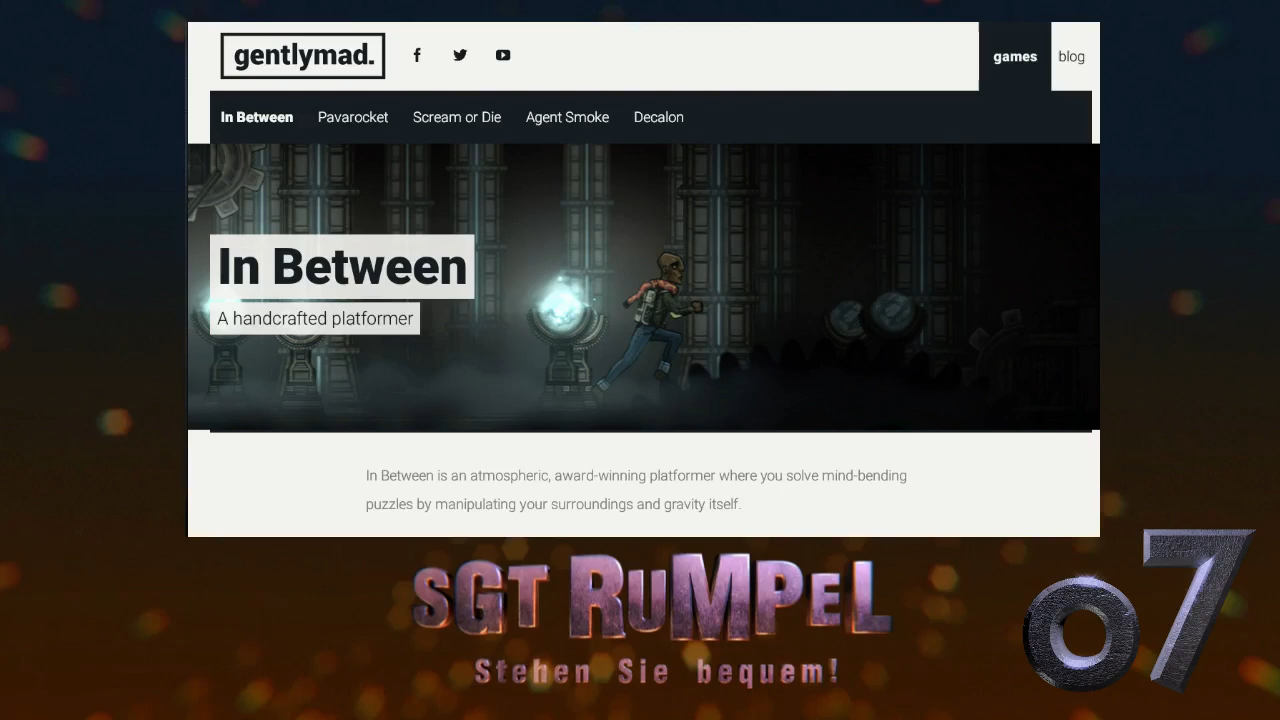 gentlymad.
games blog
In Between Pavarocket Scream or Die Agent Smoke Decalon
In Between
A handcrafted platformer
In Between is an atmospheric, award-winning platformer where you solve mind-bending
puzzles by manipulating your surroundings and gravity itself.
SGT RuMPEL
Stehen Sie bequem!
o7